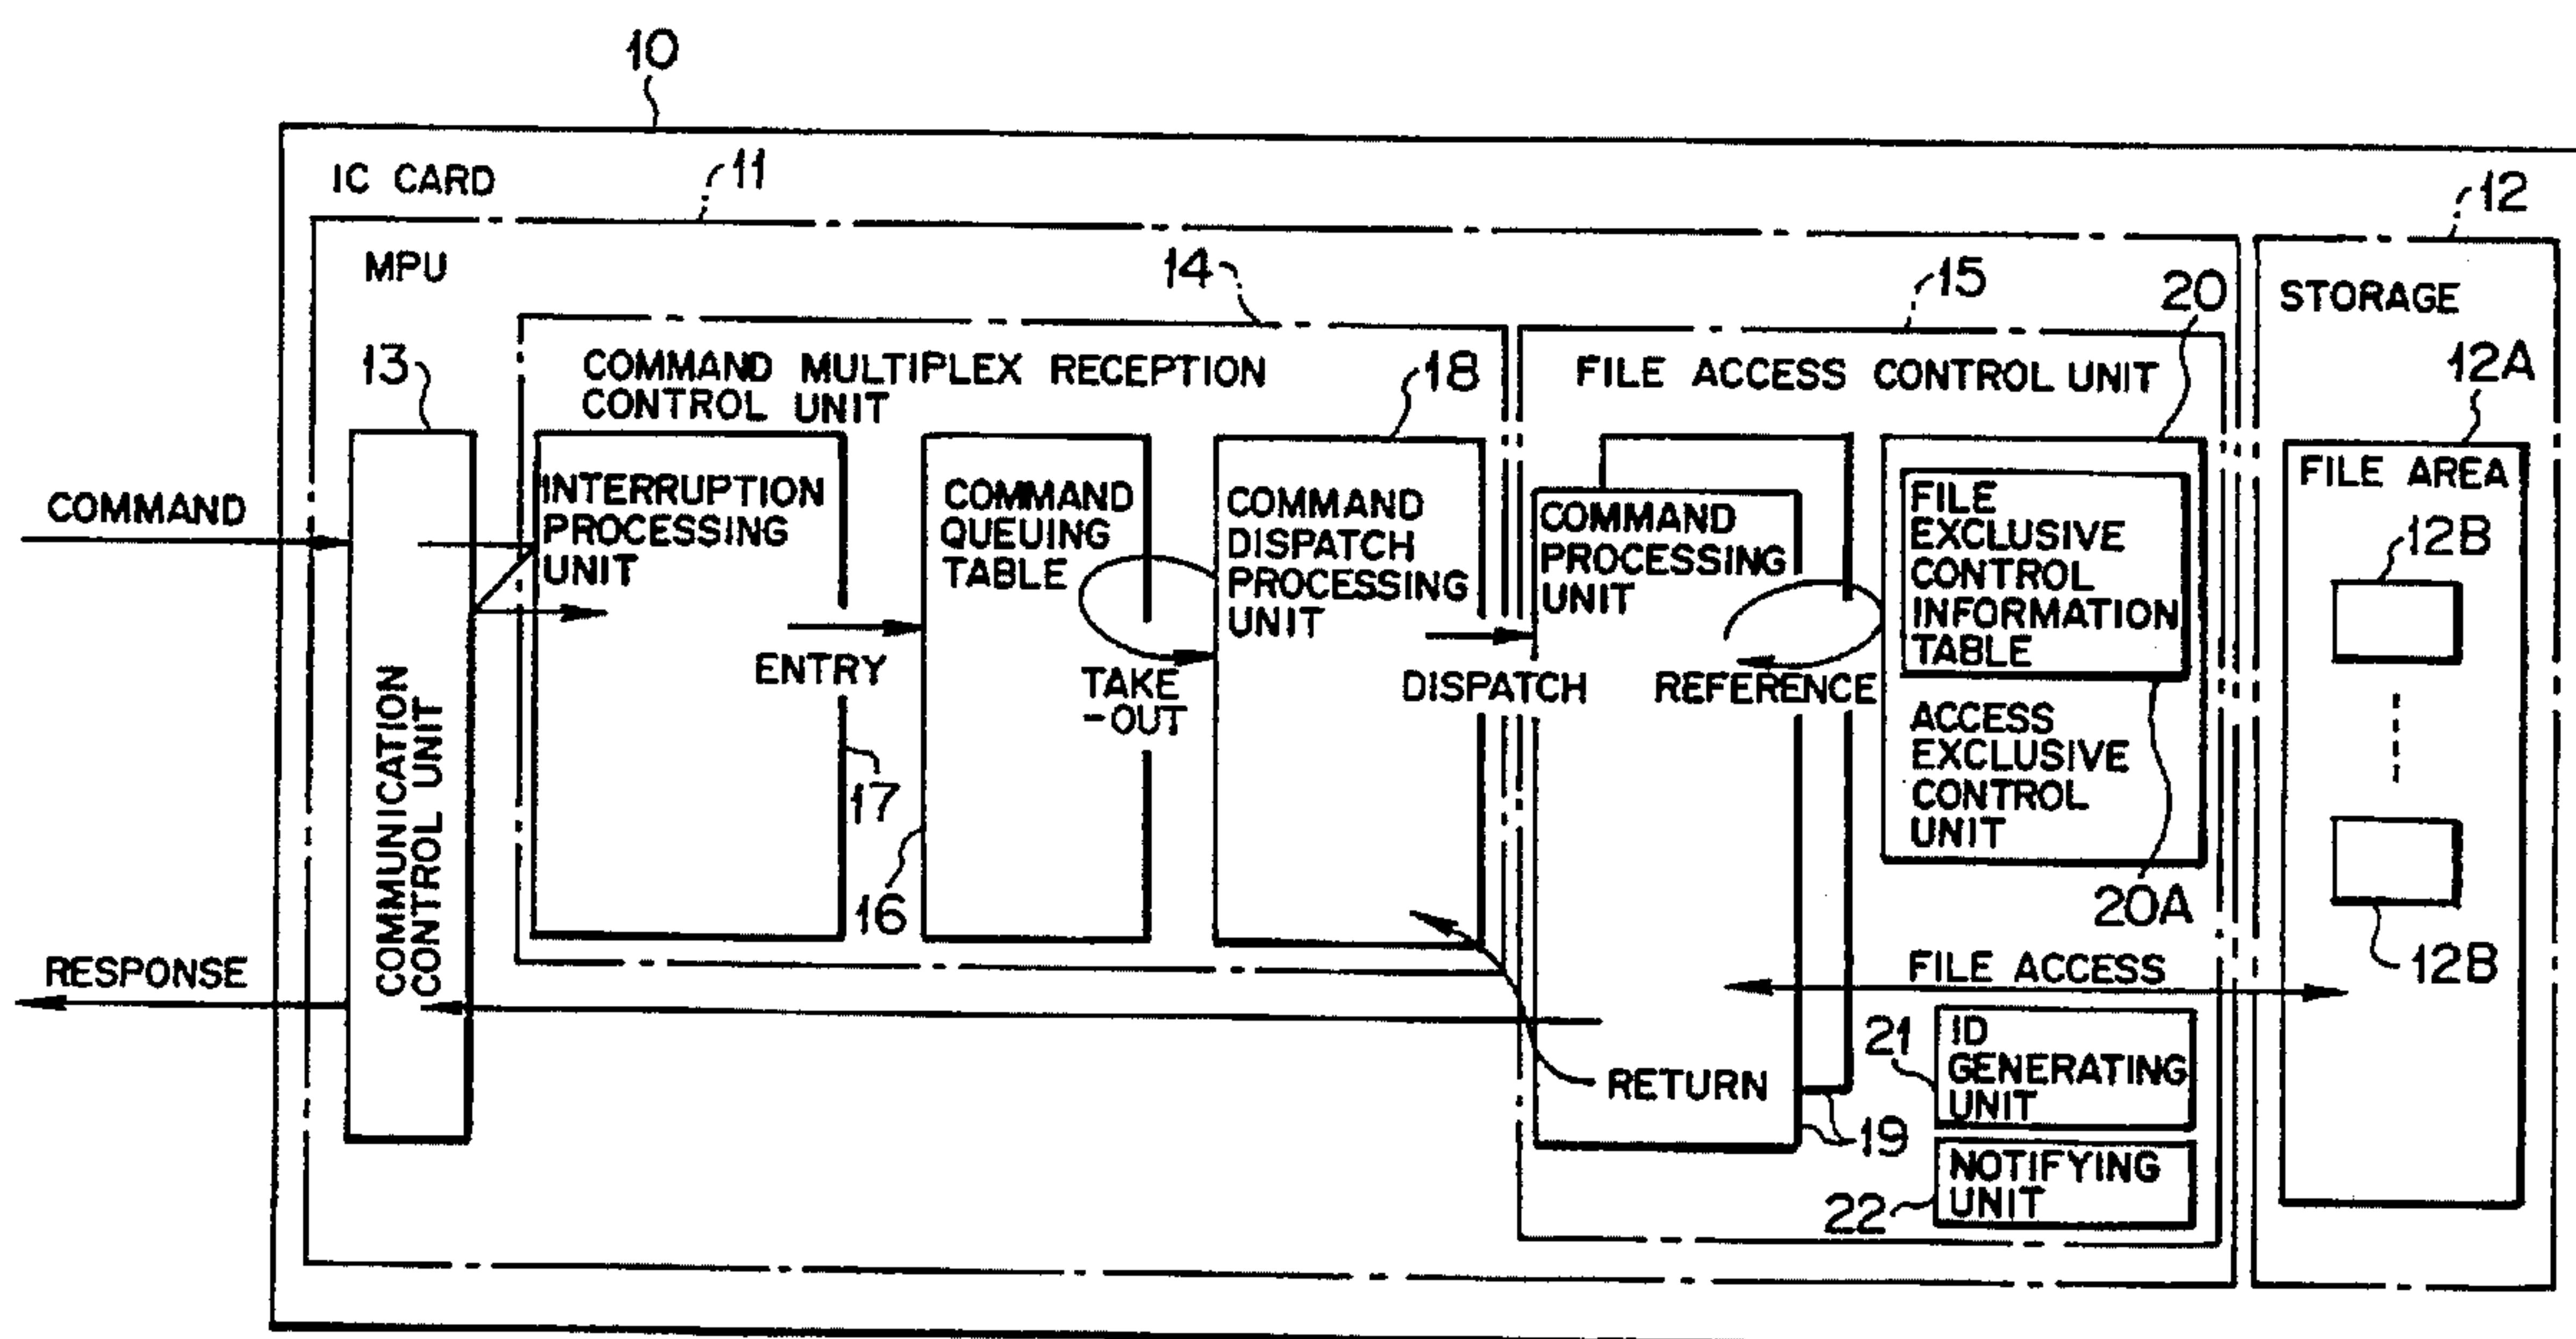 10
IC CARD
11
12
MPU
14
15
20
STORAGE
13
COMMAND MULTIPLEX RECEPTION
CONTROL UNIT
18
FILE ACCESS CONTROL UNIT
12A
FILE AREA
COMMAND
INTERRUPTION
PROCESSING
UNIT
COMMAND
QUEUING
TABLE
COMMAND
DISPATCH
PROCESSING
UNIT
COMMAND
PROCESSING
UNIT
FILE
EXCLUSIVE
CONTROL
INFORMATION
TABLE
12B
ENTRY
TAKE
-OUT
DISPATCH
REFERENCE
ACCESS
EXCLUSIVE
CONTROL
UNIT
COMMUNICATION
CONTROL UNIT
17
16
20A
12B
RESPONSE
FILE ACCESS
21
ID
GENERATING
UNIT
RETURN
19
22
NOTIFYING
UNIT